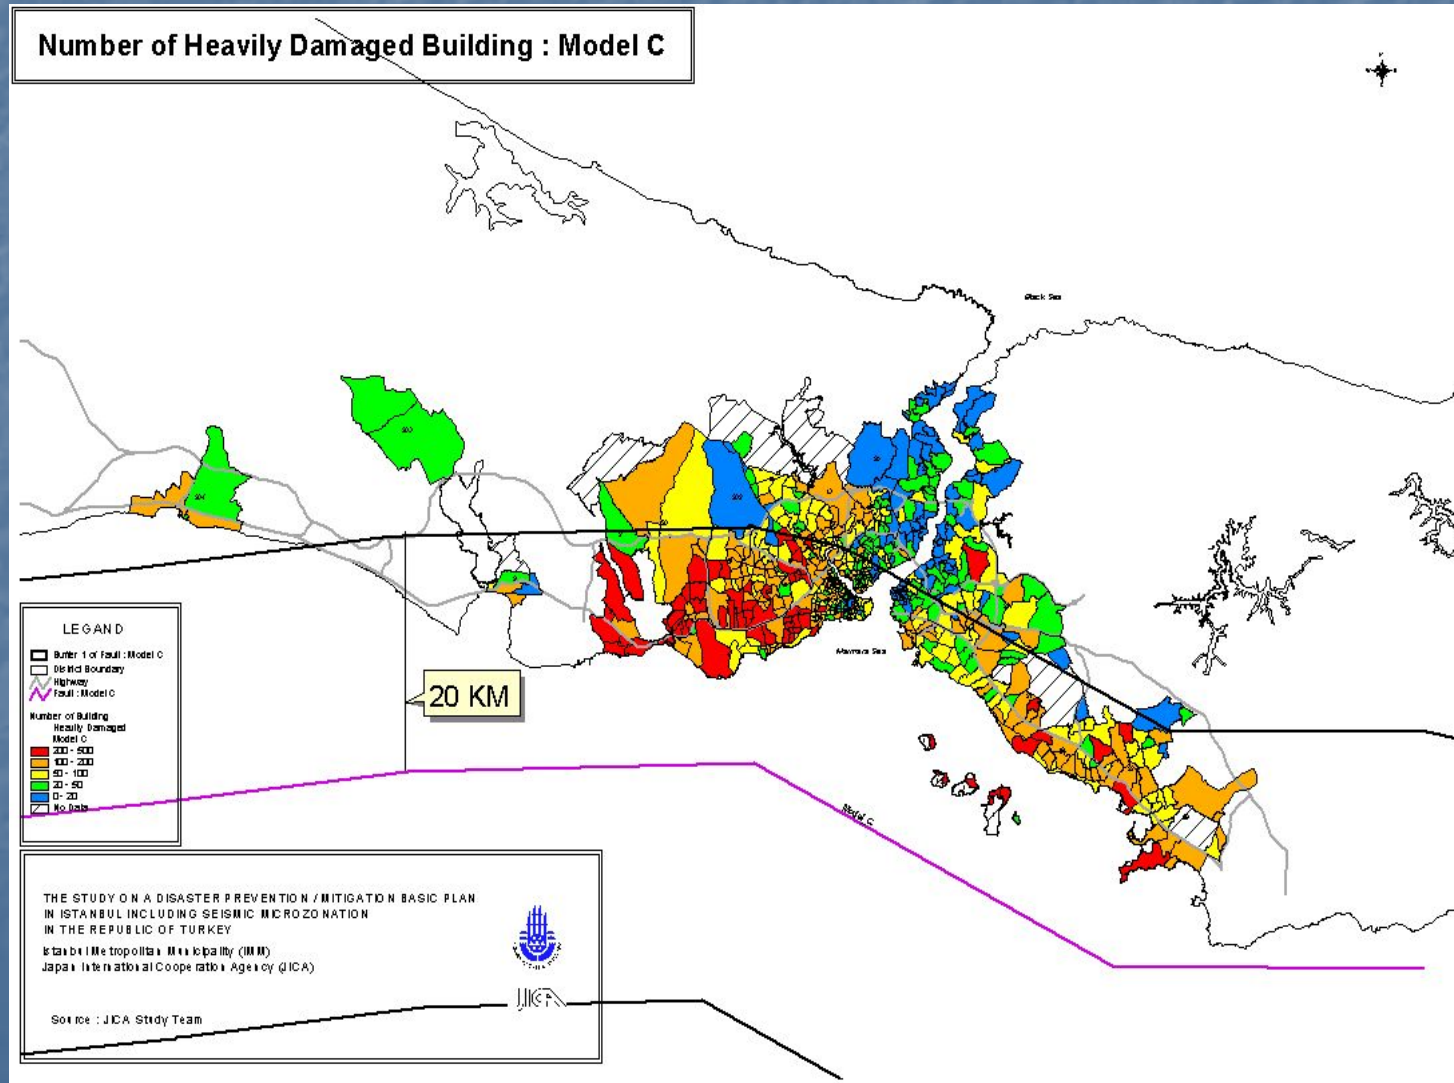 Number of Heavily Damaged Building : Model C
Black Sea
Marmara Sea
20 KM
Model C
LEGAND
Buffer 1 of Fault : Model C
District Boundary
Highway
Fault : Model C
Number of Building
Heavily Damaged
Model C
200 - 500
100 - 200
50 - 100
20 - 50
0 - 20
No Data
THE STUDY ON A DISASTER PREVENTION / MITIGATION BASIC PLAN
IN ISTANBUL INCLUDING SEISMIC MICROZONATION
IN THE REPUBLIC OF TURKEY
Istanbul Metropolitan Municipality (IMM)
Japan International Cooperation Agency (JICA)
JICA
Source : JICA Study Team